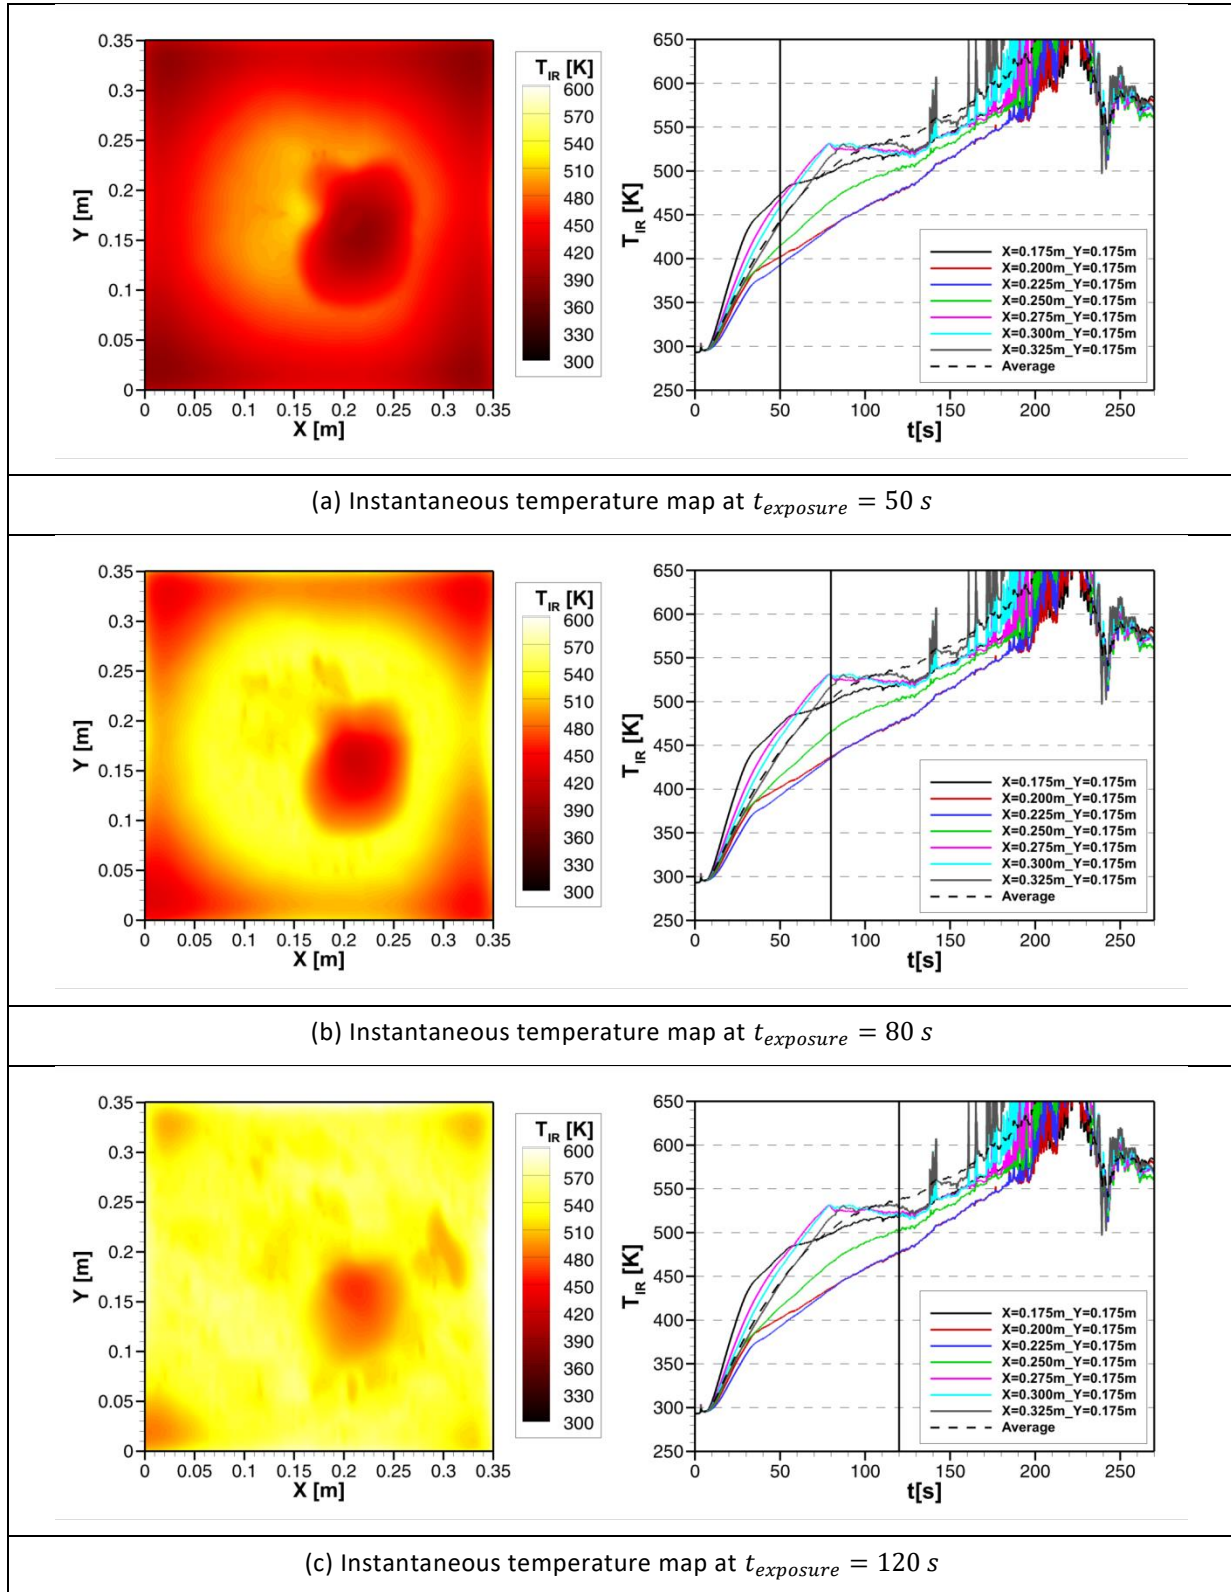 0.35
0.3
0.25
0.2
0.15
0.1
0.05
0
Y [m]
0 0.05 0.1 0.15 0.2 0.25 0.3 0.35
X [m]
T_IR [K]
600
570
540
510
480
450
420
390
360
330
300
650
600
550
500
450
400
350
300
250
T_IR [K]
0 50 100 150 200 250
t[s]
X=0.175m_Y=0.175m
X=0.200m_Y=0.175m
X=0.225m_Y=0.175m
X=0.250m_Y=0.175m
X=0.275m_Y=0.175m
X=0.300m_Y=0.175m
X=0.325m_Y=0.175m
Average
(a) Instantaneous temperature map at t_exposure = 50 s
0.35
0.3
0.25
0.2
0.15
0.1
0.05
0
Y [m]
0 0.05 0.1 0.15 0.2 0.25 0.3 0.35
X [m]
T_IR [K]
600
570
540
510
480
450
420
390
360
330
300
650
600
550
500
450
400
350
300
250
T_IR [K]
0 50 100 150 200 250
t[s]
X=0.175m_Y=0.175m
X=0.200m_Y=0.175m
X=0.225m_Y=0.175m
X=0.250m_Y=0.175m
X=0.275m_Y=0.175m
X=0.300m_Y=0.175m
X=0.325m_Y=0.175m
Average
(b) Instantaneous temperature map at t_exposure = 80 s
0.35
0.3
0.25
0.2
0.15
0.1
0.05
0
Y [m]
0 0.05 0.1 0.15 0.2 0.25 0.3 0.35
X [m]
T_IR [K]
600
570
540
510
480
450
420
390
360
330
300
650
600
550
500
450
400
350
300
250
T_IR [K]
0 50 100 150 200 250
t[s]
X=0.175m_Y=0.175m
X=0.200m_Y=0.175m
X=0.225m_Y=0.175m
X=0.250m_Y=0.175m
X=0.275m_Y=0.175m
X=0.300m_Y=0.175m
X=0.325m_Y=0.175m
Average
(c) Instantaneous temperature map at t_exposure = 120 s